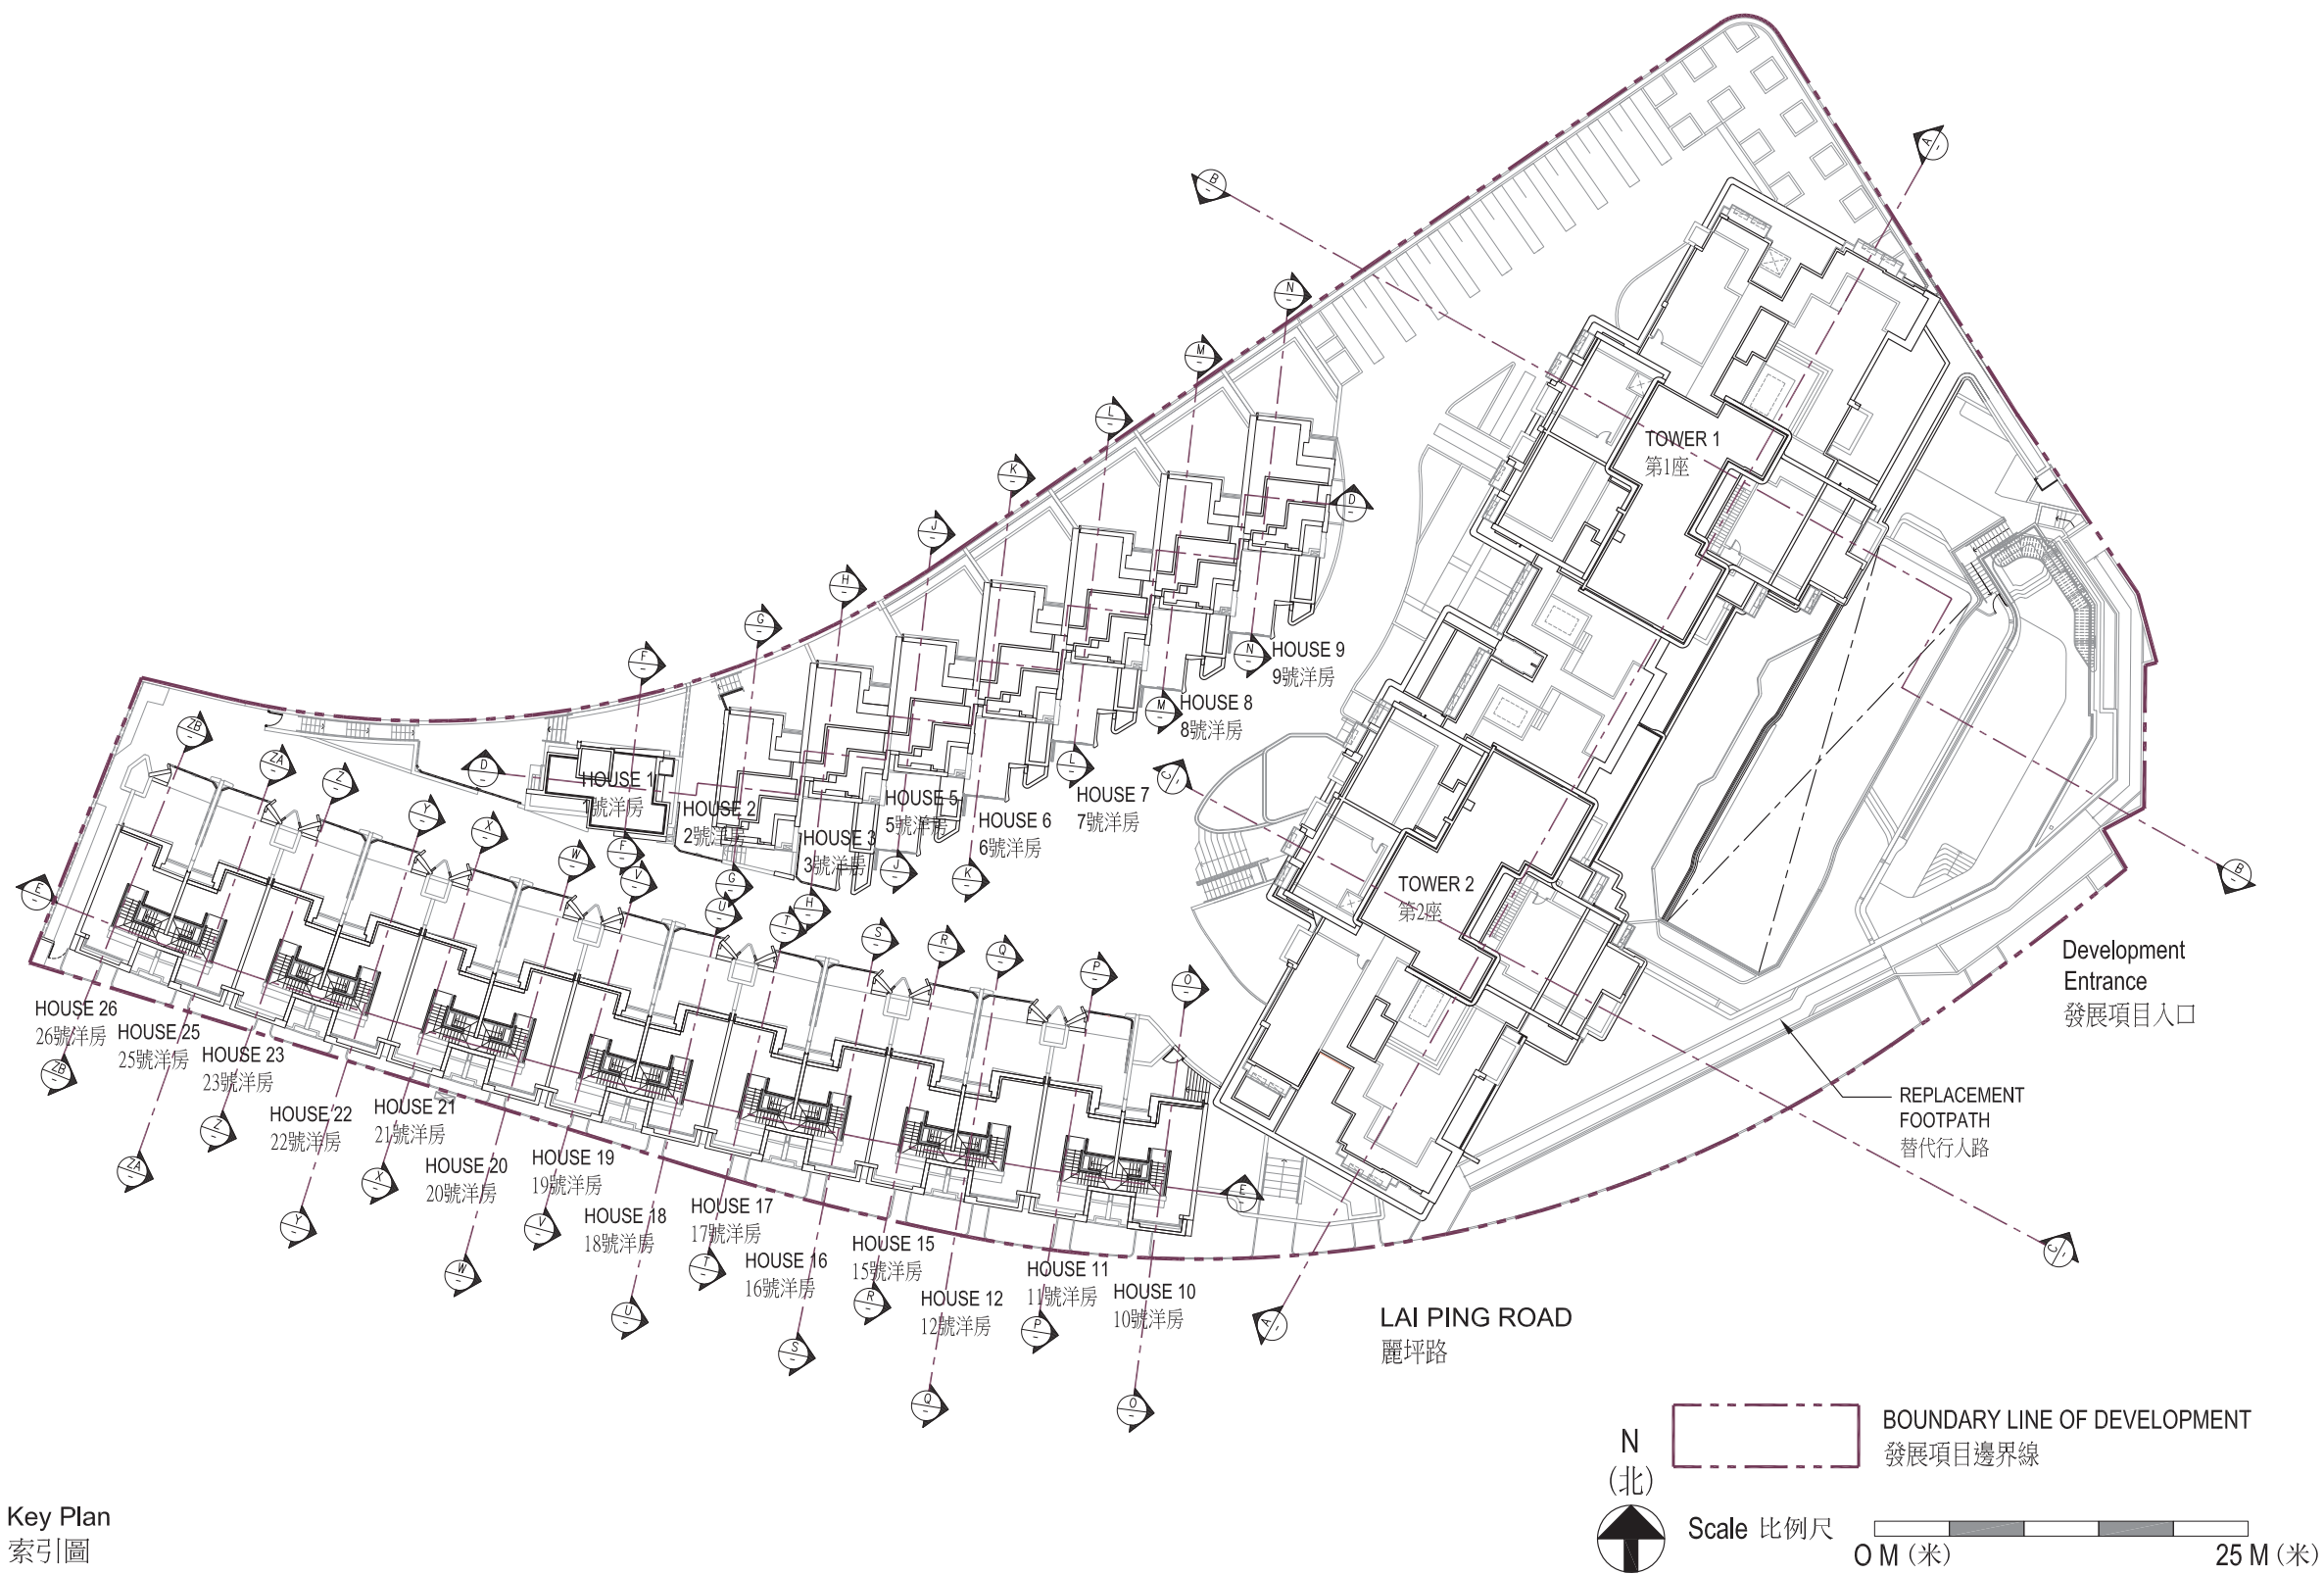 B
A
N
M
L
K
J
H
G
F
TOWER 1
第1座
D
HOUSE 9
9號洋房
N
HOUSE 8
8號洋房
M
HOUSE 7
7號洋房
L
HOUSE 6
6號洋房
K
HOUSE 5
5號洋房
J
HOUSE 3
3號洋房
H
HOUSE 2
2號洋房
G
HOUSE 1
1號洋房
F
D
C
TOWER 2
第2座
B
ZB
ZA
Z
Y
X
W
V
U
T
S
R
Q
P
O
E
HOUSE 26
26號洋房
HOUSE 25
25號洋房
HOUSE 23
23號洋房
HOUSE 22
22號洋房
HOUSE 21
21號洋房
HOUSE 20
20號洋房
HOUSE 19
19號洋房
HOUSE 18
18號洋房
HOUSE 17
17號洋房
HOUSE 16
16號洋房
HOUSE 15
15號洋房
HOUSE 12
12號洋房
HOUSE 11
11號洋房
HOUSE 10
10號洋房
E
ZB
ZA
Z
Y
X
W
V
U
T
S
R
Q
P
O
A
C
Development
Entrance
發展項目入口
REPLACEMENT
FOOTPATH
替代行人路
LAI PING ROAD
麗坪路
BOUNDARY LINE OF DEVELOPMENT
發展項目邊界線
N
(北)
Scale 比例尺
O M (米)
25 M (米)
Key Plan
索引圖